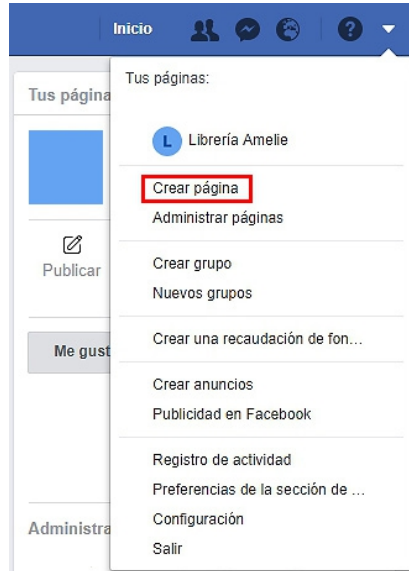 Inicio
Tus página
Tus páginas:
L Librería Amelie
Crear página
Administrar páginas
Publicar
Crear grupo
Nuevos grupos
Crear una recaudación de fon...
Me gust
Crear anuncios
Publicidad en Facebook
Registro de actividad
Preferencias de la sección de ...
Configuración
Administra
Salir